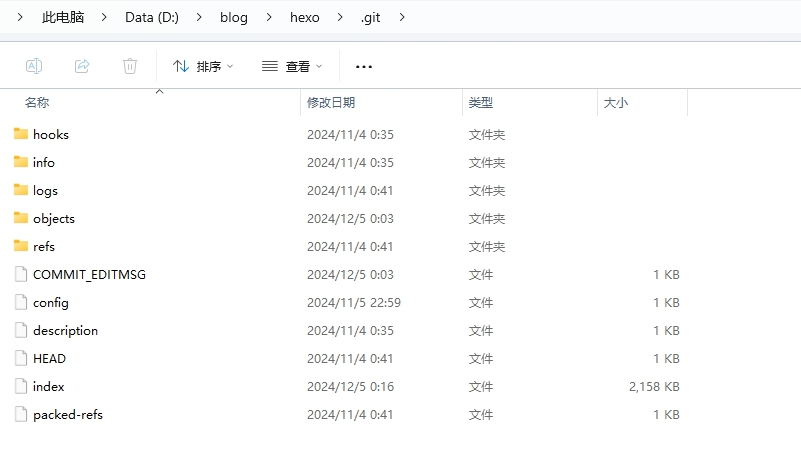 此电脑 Data (D:) blog hexo .git
排序 查看 ...
名称 修改日期 类型 大小
hooks 2024/11/4 0:35 文件夹
info 2024/11/4 0:35 文件夹
logs 2024/11/4 0:41 文件夹
objects 2024/12/5 0:03 文件夹
refs 2024/11/4 0:41 文件夹
COMMIT_EDITMSG 2024/12/5 0:03 文件 1 KB
config 2024/11/5 22:59 文件 1 KB
description 2024/11/4 0:35 文件 1 KB
HEAD 2024/11/4 0:41 文件 1 KB
index 2024/12/5 0:16 文件 2,158 KB
packed-refs 2024/11/4 0:41 文件 1 KB